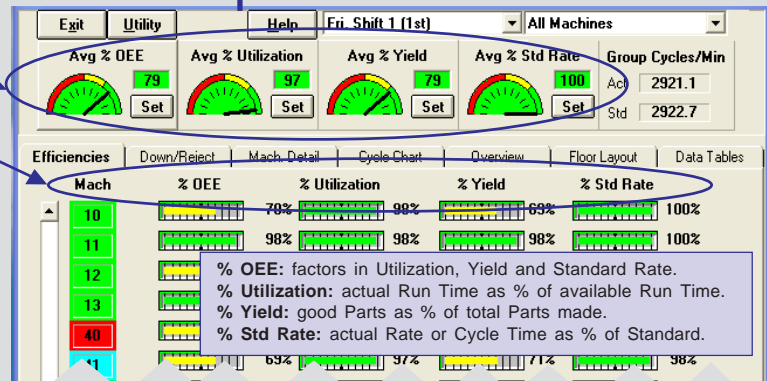 Exit Utility Help Fri. Shift 1 (1st) All Machines
Avg % OEE Avg % Utilization Avg % Yield Avg % Std Rate Group Cycles/Min
79 97 79 100 Act 2921.1
Set Set Set Set Std 2922.7
Efficiencies Down/Reject Mach. Detail Cycle Chart Overview Floor Layout Data Tables
Mach % OEE % Utilization % Yield % Std Rate
10 98% 69% 100%
11 98% 98% 98% 100%
12
13
40
41 69% 97% 71% 98%
% OEE: factors in Utilization, Yield and Standard Rate.
% Utilization: actual Run Time as % of available Run Time.
% Yield: good Parts as % of total Parts made.
% Std Rate: actual Rate or Cycle Time as % of Standard.